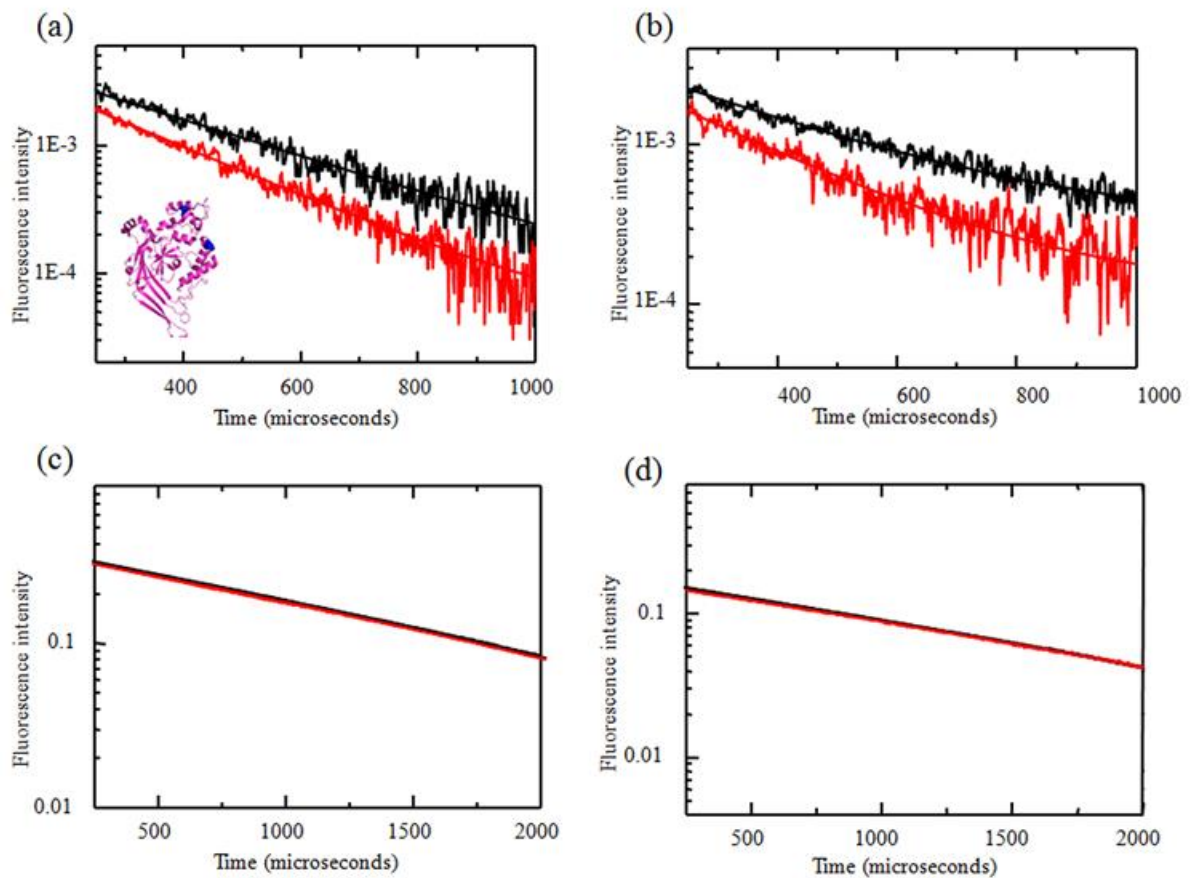 (a)
(b)
Fluorescence intensity
1E-3
1E-4
400
600
800
1000
Time (microseconds)
Fluorescence intensity
1E-3
1E-4
400
600
800
1000
Time (microseconds)
(c)
(d)
Fluorescence intensity
0.1
0.01
500
1000
1500
2000
Time (microseconds)
Fluorescence intensity
0.1
0.01
500
1000
1500
2000
Time (microseconds)